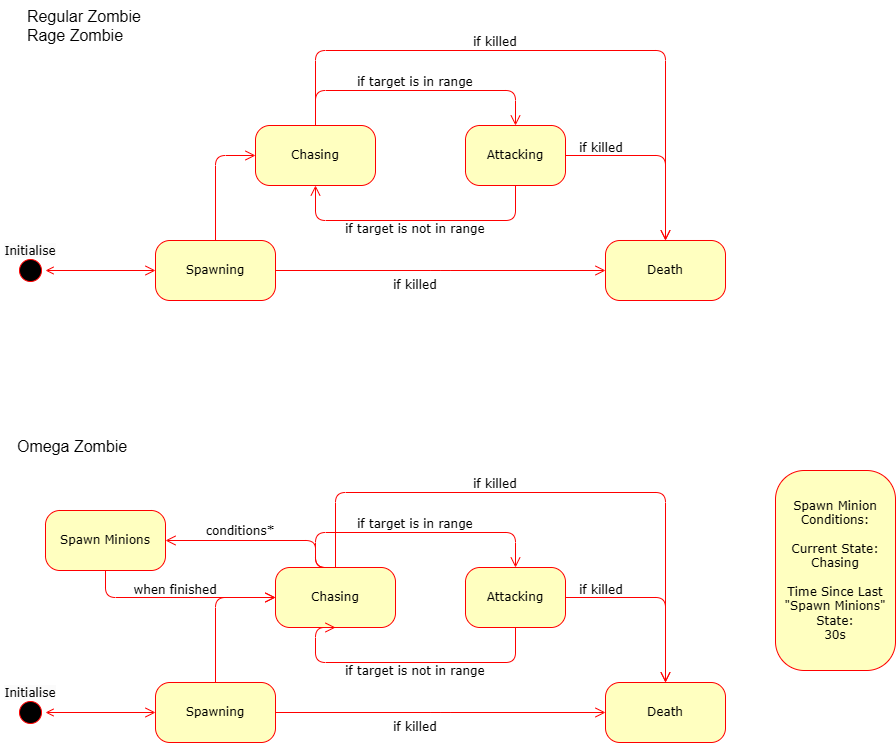 Regular Zombie
Rage Zombie
if killed
if target is in range
Chasing
Attacking
if killed
if target is not in range
Initialise
Spawning
Death
if killed
Omega Zombie
if killed
Spawn Minions
conditions*
if target is in range
when finished
Chasing
Attacking
if killed
if target is not in range
Initialise
Spawning
Death
if killed
Spawn Minion
Conditions:
Current State:
Chasing
Time Since Last
"Spawn Minions"
State:
30s